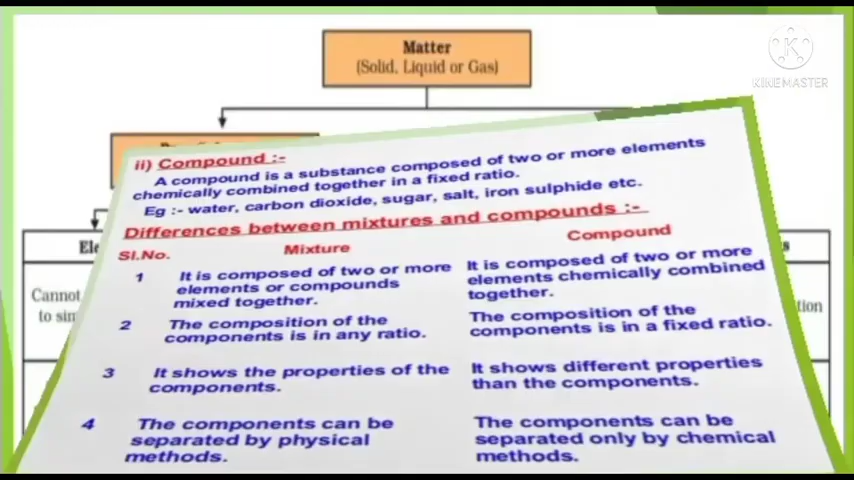 Matter
(Solid, Liquid or Gas)
KINEMASTER
ii) Compound :-
A compound is a substance composed of two or more elements
chemically combined together in a fixed ratio.
Eg :- water, carbon dioxide, sugar, salt, iron sulphide etc.
Differences between mixtures and compounds :-
Sl.No. Mixture Compound
1 It is composed of two or more elements or compounds mixed together.
It is composed of two or more elements chemically combined together.
2 The composition of the components is in any ratio.
The composition of the components is in a fixed ratio.
3 It shows the properties of the components.
It shows different properties than the components.
4 The components can be separated by physical methods.
The components can be separated only by chemical methods.
Cannot